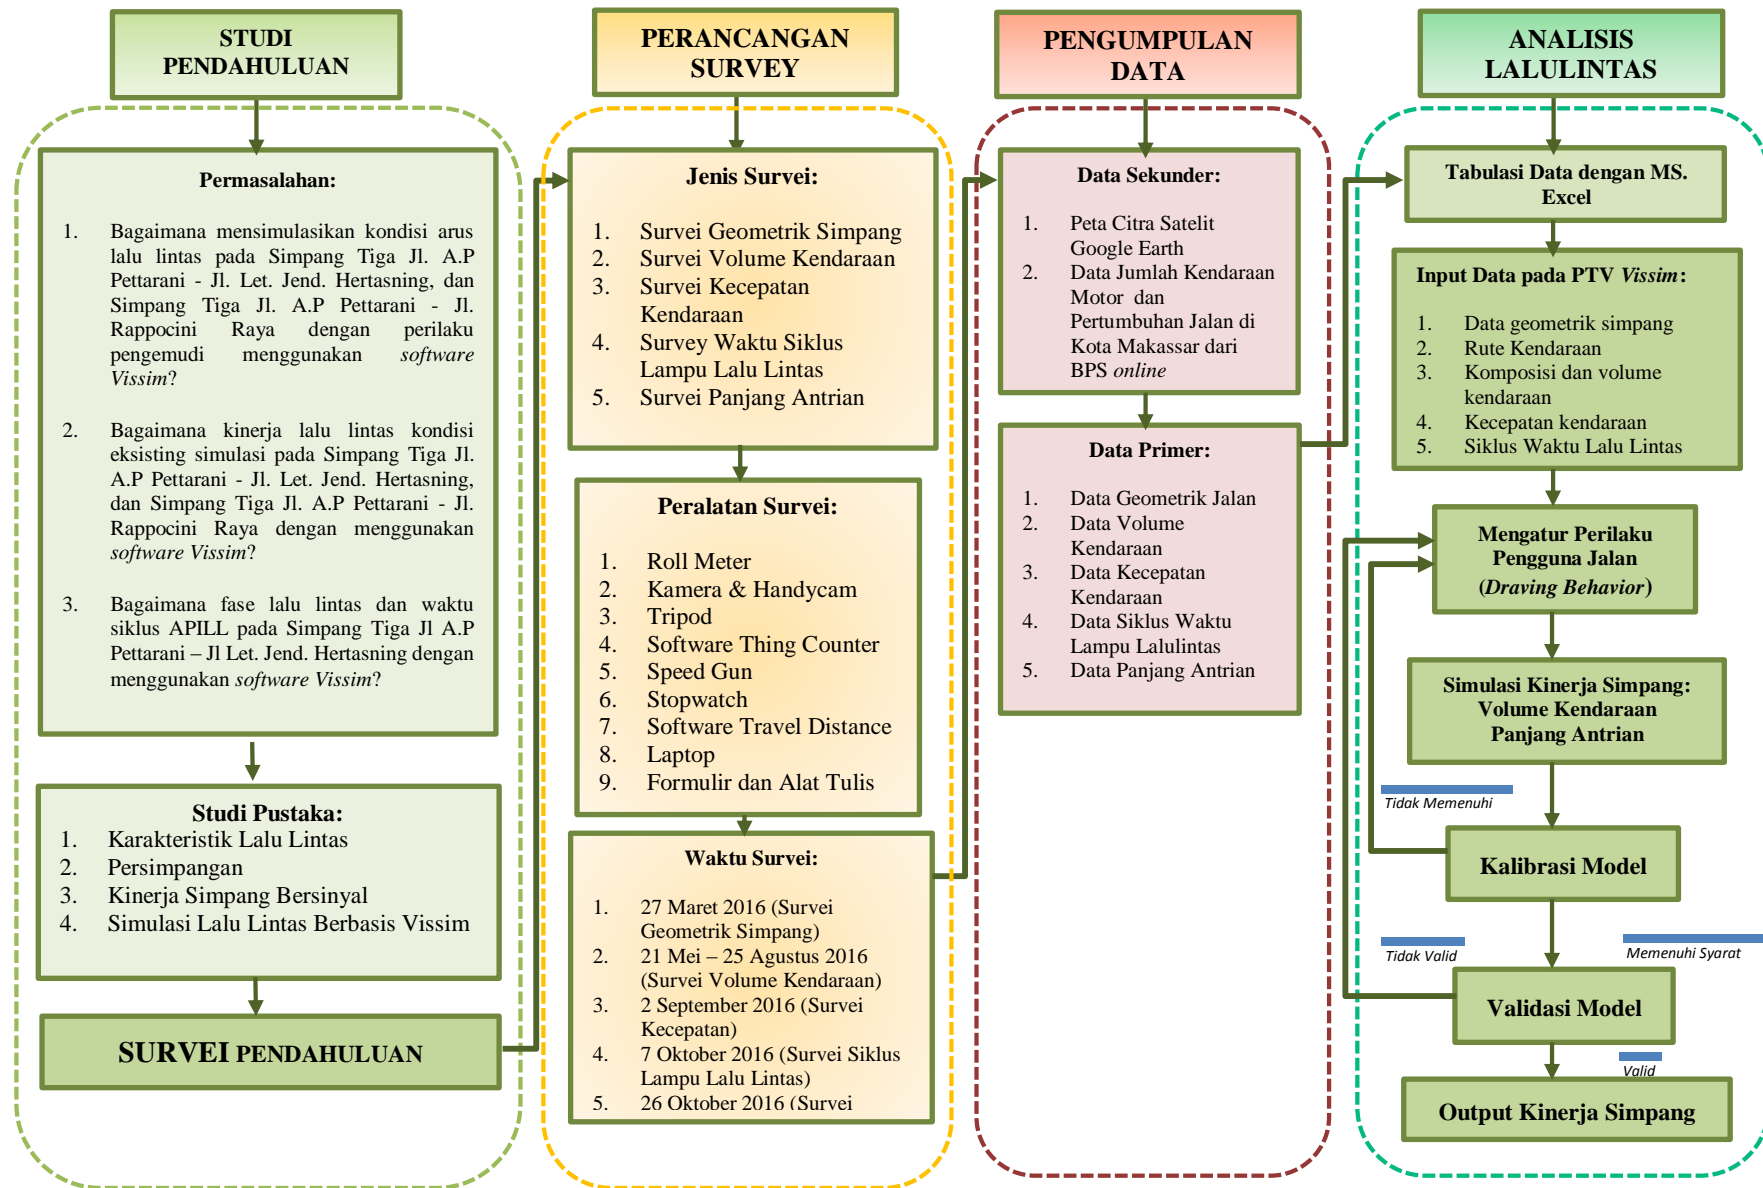 STUDI
PENDAHULUAN
Permasalahan:
1. Bagaimana mensimulasikan kondisi arus
lalu lintas pada Simpang Tiga Jl. A.P
Pettarani - Jl. Let. Jend. Hertasning, dan
Simpang Tiga Jl. A.P Pettarani - Jl.
Rappocini Raya dengan perilaku
pengemudi menggunakan software
Vissim?
2. Bagaimana kinerja lalu lintas kondisi
eksisting simulasi pada Simpang Tiga Jl.
A.P Pettarani - Jl. Let. Jend. Hertasning,
dan Simpang Tiga Jl. A.P Pettarani - Jl.
Rappocini Raya dengan menggunakan
software Vissim?
3. Bagaimana fase lalu lintas dan waktu
siklus APILL pada Simpang Tiga Jl A.P
Pettarani – Jl Let. Jend. Hertasning dengan
menggunakan software Vissim?
Studi Pustaka:
1. Karakteristik Lalu Lintas
2. Persimpangan
3. Kinerja Simpang Bersinyal
4. Simulasi Lalu Lintas Berbasis Vissim
SURVEI PENDAHULUAN
PERANCANGAN
SURVEY
Jenis Survei:
1. Survei Geometrik Simpang
2. Survei Volume Kendaraan
3. Survei Kecepatan
Kendaraan
4. Survey Waktu Siklus
Lampu Lalu Lintas
5. Survei Panjang Antrian
Peralatan Survei:
1. Roll Meter
2. Kamera & Handycam
3. Tripod
4. Software Thing Counter
5. Speed Gun
6. Stopwatch
7. Software Travel Distance
8. Laptop
9. Formulir dan Alat Tulis
Waktu Survei:
1. 27 Maret 2016 (Survei
Geometrik Simpang)
2. 21 Mei – 25 Agustus 2016
(Survei Volume Kendaraan)
3. 2 September 2016 (Survei
Kecepatan)
4. 7 Oktober 2016 (Survei Siklus
Lampu Lalu Lintas)
5. 26 Oktober 2016 (Survei
PENGUMPULAN
DATA
Data Sekunder:
1. Peta Citra Satelit
Google Earth
2. Data Jumlah Kendaraan
Motor dan
Pertumbuhan Jalan di
Kota Makassar dari
BPS online
Data Primer:
1. Data Geometrik Jalan
2. Data Volume
Kendaraan
3. Data Kecepatan
Kendaraan
4. Data Siklus Waktu
Lampu Lalulintas
5. Data Panjang Antrian
ANALISIS
LALULINTAS
Tabulasi Data dengan MS.
Excel
Input Data pada PTV Vissim:
1. Data geometrik simpang
2. Rute Kendaraan
3. Komposisi dan volume
kendaraan
4. Kecepatan kendaraan
5. Siklus Waktu Lalu Lintas
Mengatur Perilaku
Pengguna Jalan
(Draving Behavior)
Simulasi Kinerja Simpang:
Volume Kendaraan
Panjang Antrian
Tidak Memenuhi
Kalibrasi Model
Tidak Valid
Memenuhi Syarat
Validasi Model
Valid
Output Kinerja Simpang